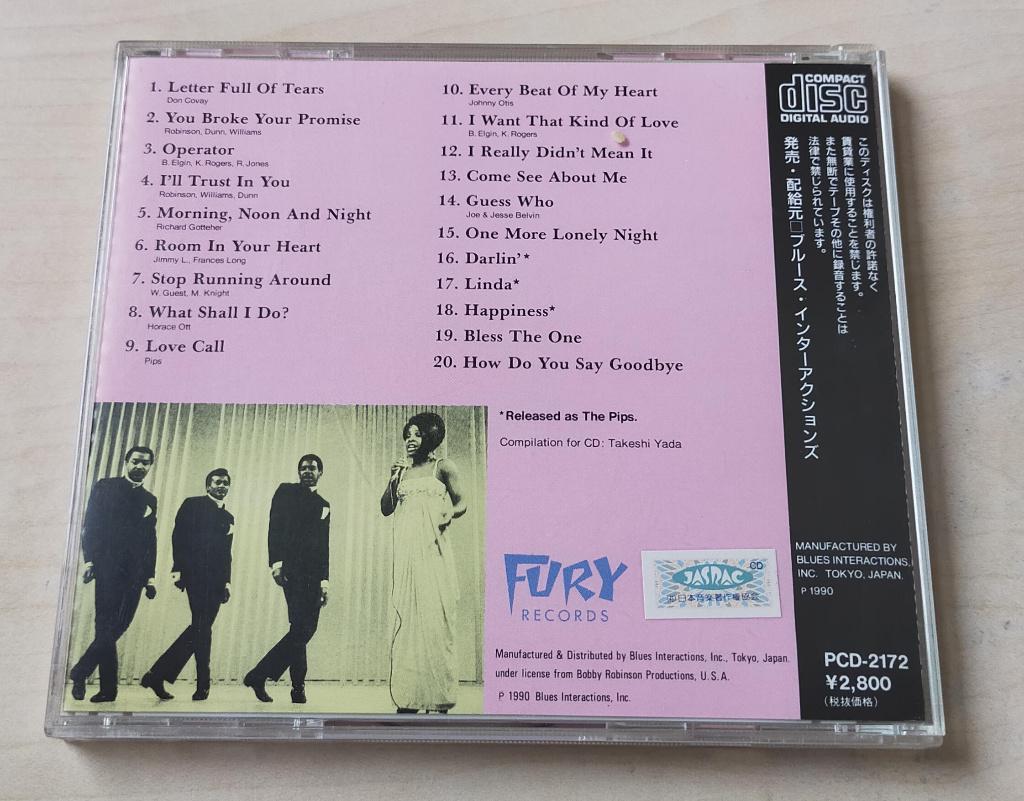 1. Letter Full Of Tears
Don Covay
2. You Broke Your Promise
Robinson, Dunn, Williams
3. Operator
B. Elgin, K. Rogers, R. Jones
4. I'll Trust In You
Robinson, Williams, Dunn
5. Morning, Noon And Night
Richard Gotteher
6. Room In Your Heart
Jimmy L., Frances Long
7. Stop Running Around
W. Guest, M. Knight
8. What Shall I Do?
Horace Ott
9. Love Call
Pips
10. Every Beat Of My Heart
Johnny Otis
11. I Want That Kind Of Love
B. Elgin, K. Rogers
12. I Really Didn't Mean It
13. Come See About Me
14. Guess Who
Joe & Jesse Belvin
15. One More Lonely Night
16. Darlin'*
17. Linda*
18. Happiness*
19. Bless The One
20. How Do You Say Goodbye
*Released as The Pips.
Compilation for CD: Takeshi Yada
FURY
RECORDS
CD
JASRAC
日本音楽著作権協会
Manufactured & Distributed by Blues Interactions, Inc., Tokyo, Japan.
under license from Bobby Robinson Productions, U.S.A.
P 1990 Blues Interactions, Inc.
COMPACT
disc
DIGITAL AUDIO
このディスクは権利者の許諾なく
賃貸業に使用することを禁じます。
また無断でテープその他に録音することは
法律で禁じられています。
発売・配給元□ブルース・インターアクションズ
MANUFACTURED BY
BLUES INTERACTIONS,
INC. TOKYO, JAPAN.
P 1990
PCD-2172
¥2,800
(税抜価格)